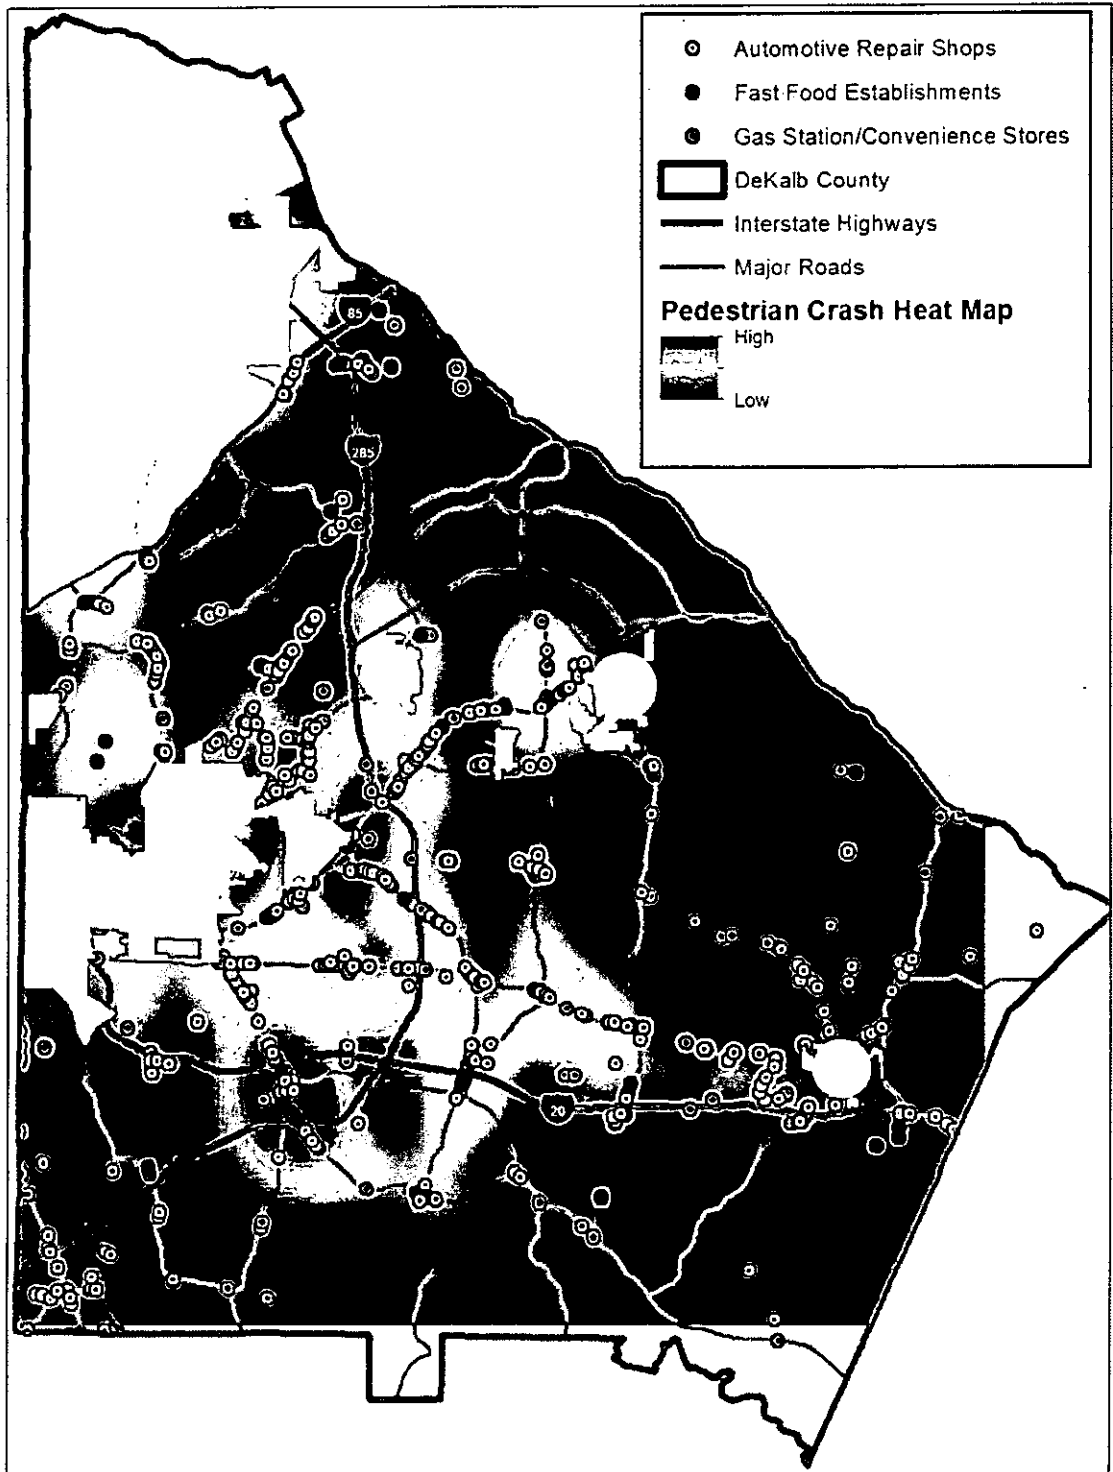 Automotive Repair Shops
Fast Food Establishments
Gas Station/Convenience Stores
DeKalb County
Interstate Highways
Major Roads
Pedestrian Crash Heat Map
High
Low
85
285
20